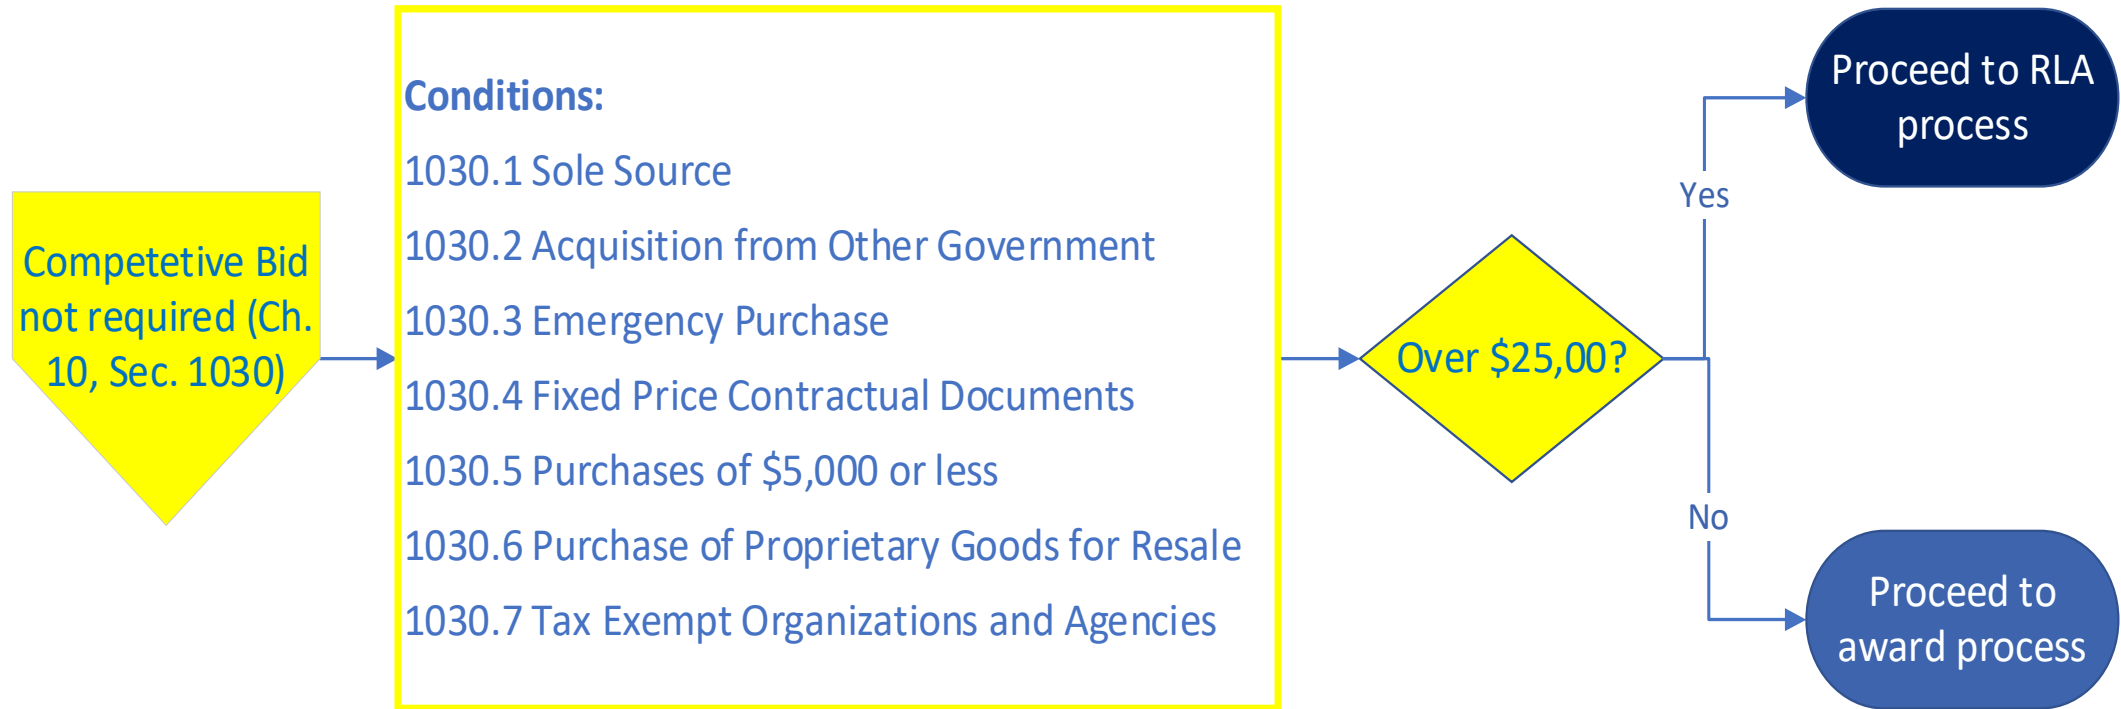 Competetive Bid
not required (Ch.
10, Sec. 1030)
Conditions:
1030.1 Sole Source
1030.2 Acquisition from Other Government
1030.3 Emergency Purchase
1030.4 Fixed Price Contractual Documents
1030.5 Purchases of $5,000 or less
1030.6 Purchase of Proprietary Goods for Resale
1030.7 Tax Exempt Organizations and Agencies
Over $25,00?
Yes
Proceed to RLA
process
No
Proceed to
award process